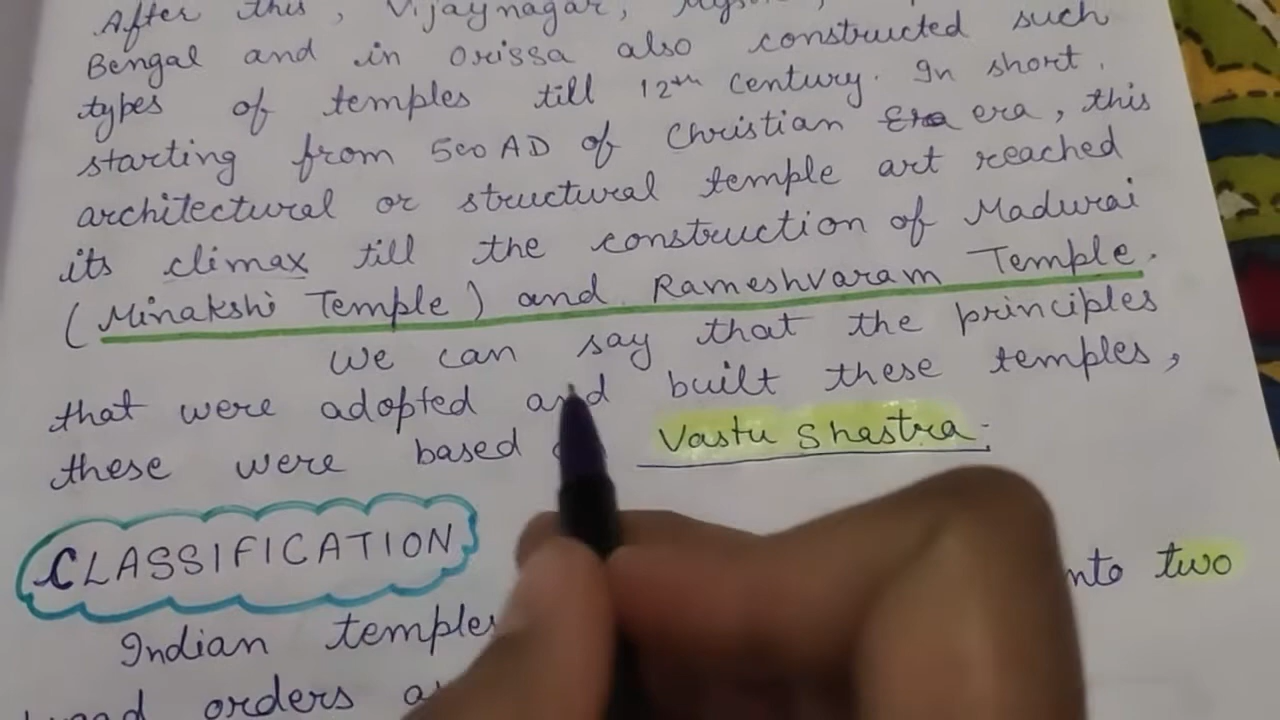 After this, Vijaynagar,
Bengal and in Orissa also constructed such
types of temples till 12th century. In short,
starting from 500 AD of Christian Era era, this
architectural or structural temple art reached
its climax till the construction of Madurai
(Minakshi Temple) and Rameshvaram Temple.
We can say that the principles
that were adopted and built these temples,
these were based Vastu Shastra.
CLASSIFICATION
Indian temples two
orders